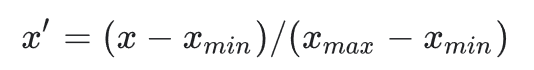 x′ = (x − x_min)/(x_max − x_min)